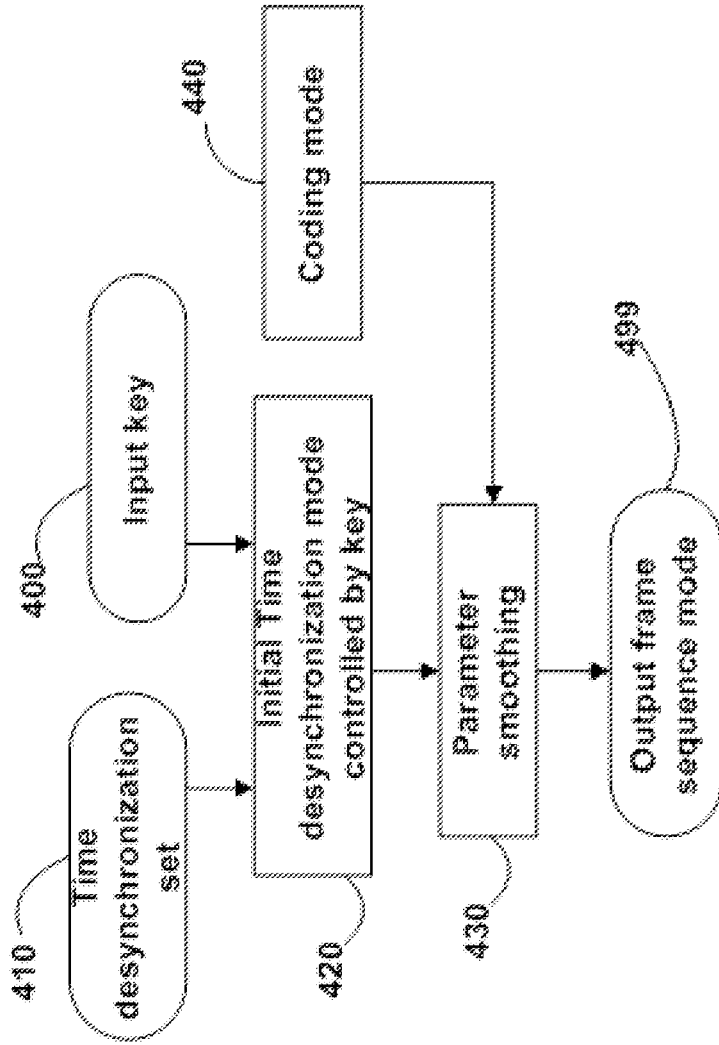 410
Time
desynchronization
set
400
Input key
420
Initial Time
desynchronization mode
controlled by key
440
Coding mode
430
Parameter
smoothing
499
Output frame
sequence mode